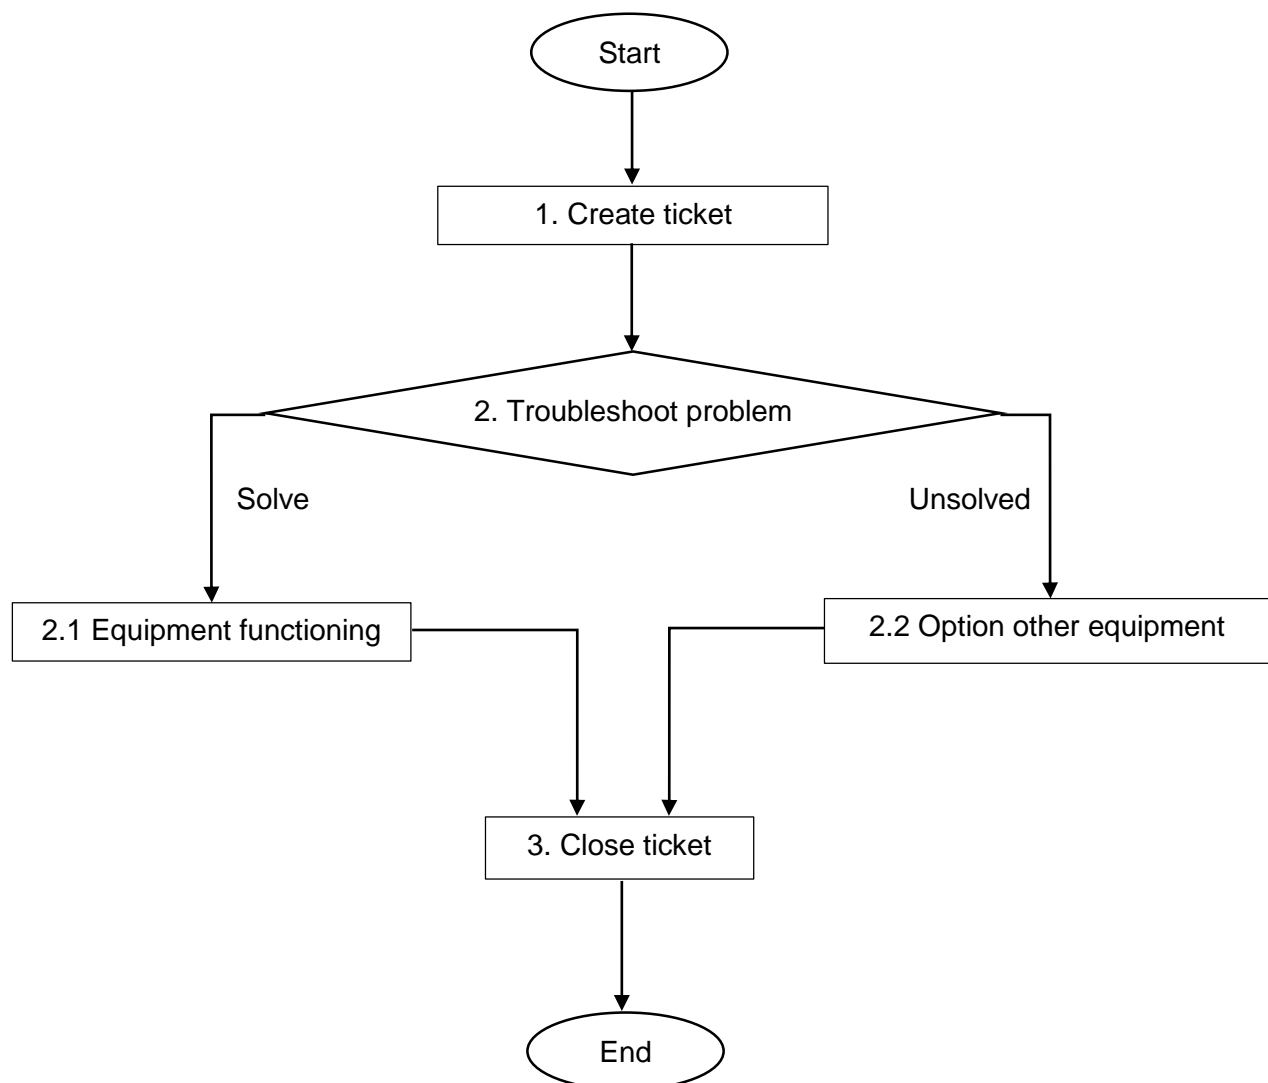 Start
1. Create ticket
2. Troubleshoot problem
Solve
Unsolved
2.1 Equipment functioning
2.2 Option other equipment
3. Close ticket
End